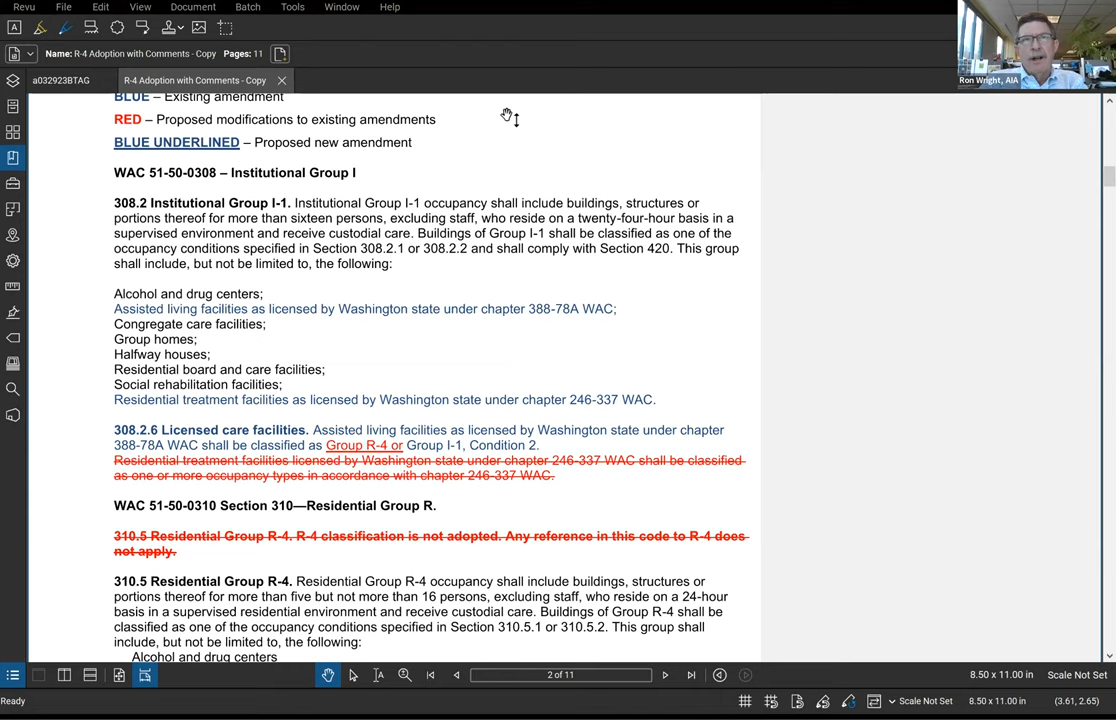 Revu File Edit View Document Batch Tools Window Help
Name: R-4 Adoption with Comments - Copy Pages: 11
Ron Wright, AIA
a032923BTAG R-4 Adoption with Comments - Copy
BLUE – Existing amendment
RED – Proposed modifications to existing amendments
BLUE UNDERLINED – Proposed new amendment
WAC 51-50-0308 – Institutional Group I
308.2 Institutional Group I-1. Institutional Group I-1 occupancy shall include buildings, structures or
portions thereof for more than sixteen persons, excluding staff, who reside on a twenty-four-hour basis in a
supervised environment and receive custodial care. Buildings of Group I-1 shall be classified as one of the
occupancy conditions specified in Section 308.2.1 or 308.2.2 and shall comply with Section 420. This group
shall include, but not be limited to, the following:
Alcohol and drug centers;
Assisted living facilities as licensed by Washington state under chapter 388-78A WAC;
Congregate care facilities;
Group homes;
Halfway houses;
Residential board and care facilities;
Social rehabilitation facilities;
Residential treatment facilities as licensed by Washington state under chapter 246-337 WAC.
308.2.6 Licensed care facilities. Assisted living facilities as licensed by Washington state under chapter
388-78A WAC shall be classified as Group R-4 or Group I-1, Condition 2.
Residential treatment facilities licensed by Washington state under chapter 246-337 WAC shall be classified
as one or more occupancy types in accordance with chapter 246-337 WAC.
WAC 51-50-0310 Section 310—Residential Group R.
310.5 Residential Group R-4. R-4 classification is not adopted. Any reference in this code to R-4 does
not apply.
310.5 Residential Group R-4. Residential Group R-4 occupancy shall include buildings, structures or
portions thereof for more than five but not more than 16 persons, excluding staff, who reside on a 24-hour
basis in a supervised residential environment and receive custodial care. Buildings of Group R-4 shall be
classified as one of the occupancy conditions specified in Section 310.5.1 or 310.5.2. This group shall
include, but not be limited to, the following:
Alcohol and drug centers
2 of 11 8.50 x 11.00 in Scale Not Set
Ready Scale Not Set 8.50 x 11.00 in (3.61, 2.65)